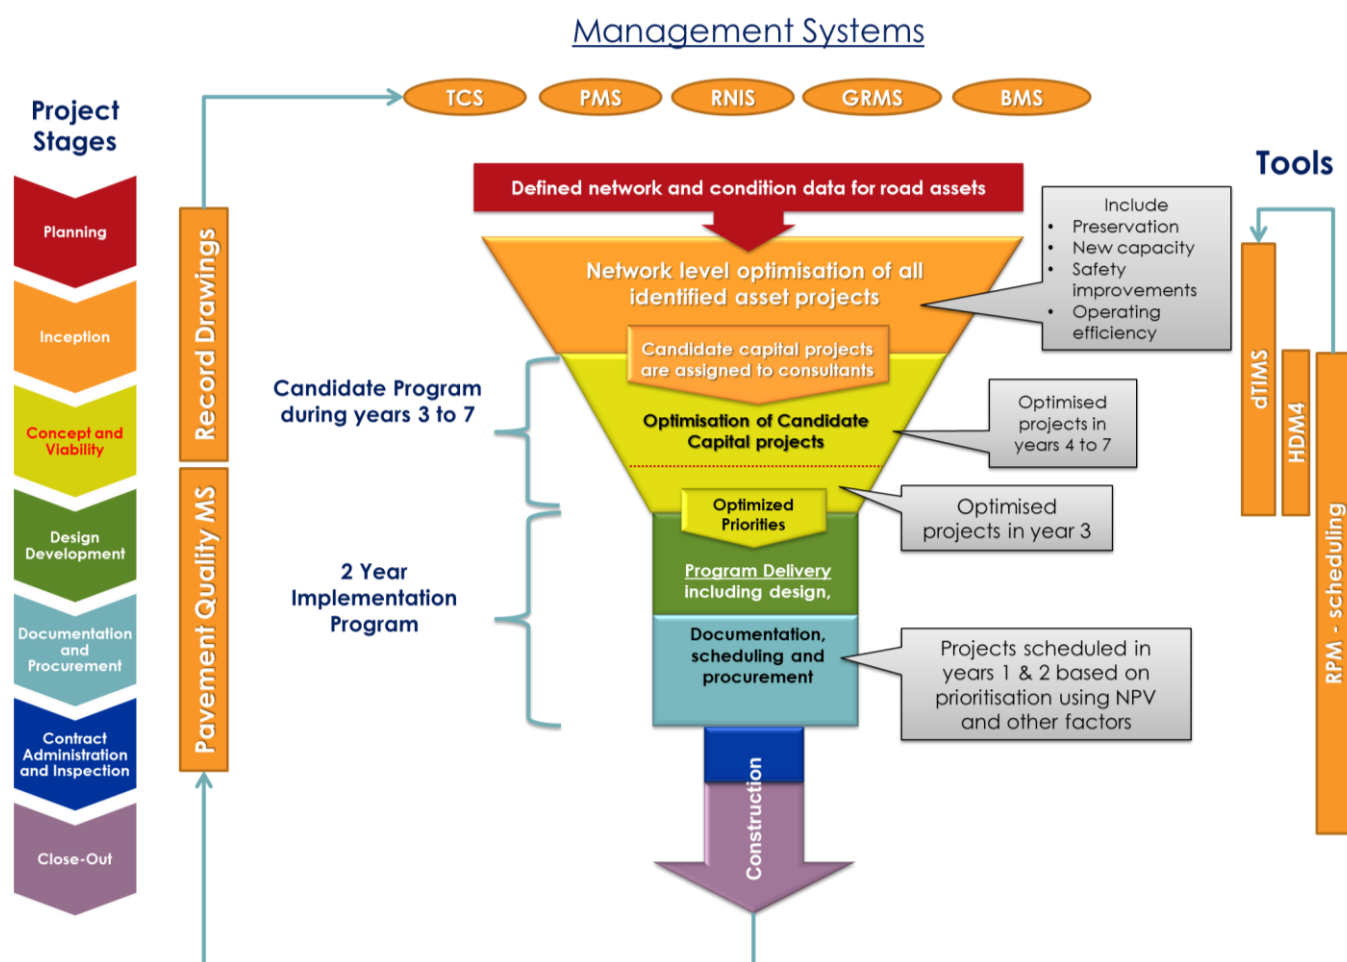 Management Systems
TCS
PMS
RNIS
GRMS
BMS
Project
Stages
Planning
Inception
Concept and
Viability
Design
Development
Documentation
and
Procurement
Contract
Administration
and Inspection
Close-Out
Record Drawings
Pavement Quality MS
Candidate Program
during years 3 to 7
2 Year
Implementation
Program
Defined network and condition data for road assets
Network level optimisation of all
identified asset projects
Candidate capital projects
are assigned to consultants
Optimisation of Candidate
Capital projects
Optimized
Priorities
Program Delivery
including design,
Documentation,
scheduling and
procurement
Construction
Include
• Preservation
• New capacity
• Safety
improvements
• Operating
efficiency
Optimised
projects in
years 4 to 7
Optimised
projects in year 3
Projects scheduled in
years 1 & 2 based on
prioritisation using NPV
and other factors
Tools
dTIMS
HDM4
RPM - scheduling